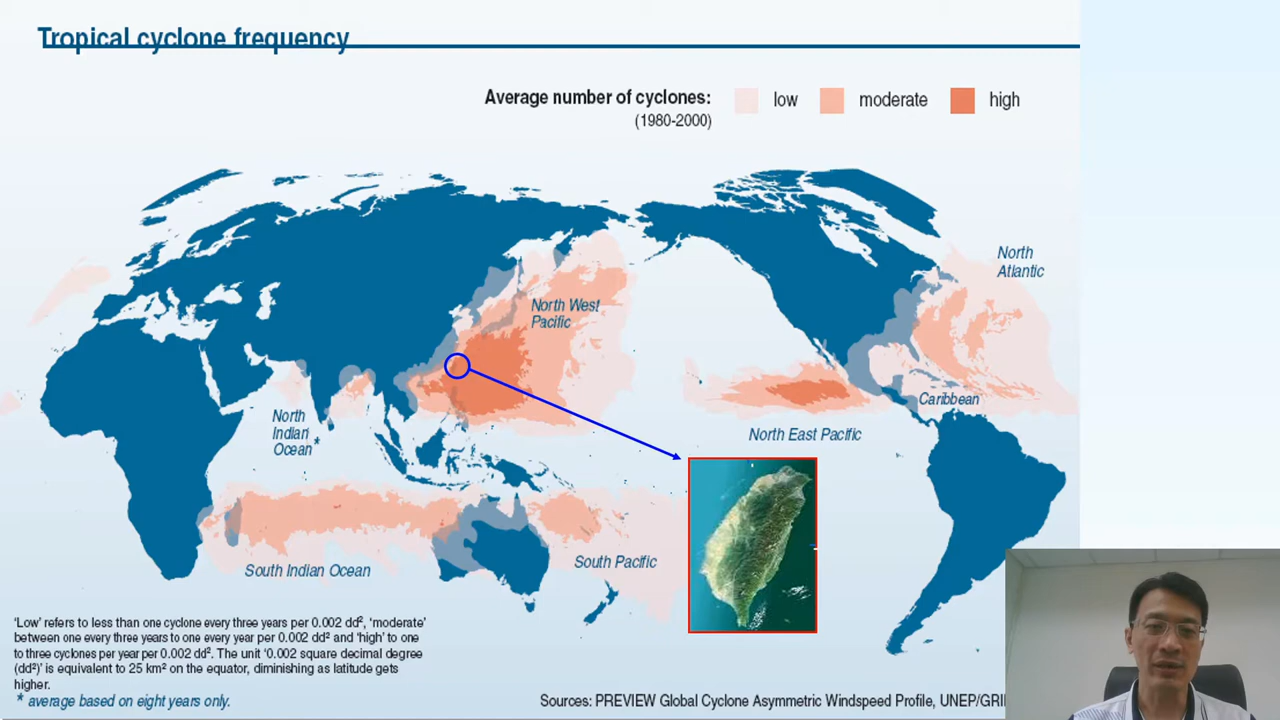 Tropical cyclone frequency
Average number of cyclones:
low
moderate
high
(1980-2000)
North
Atlantic
North West
Pacific
Caribbean
North
Indian
Ocean*
North East Pacific
South Indian Ocean
South Pacific
‘Low’ refers to less than one cyclone every three years per 0.002 dd², ‘moderate’
between one every three years to one every year per 0.002 dd² and ‘high’ to one
to three cyclones per year per 0.002 dd². The unit ‘0.002 square decimal degree
(dd²)’ is equivalent to 25 km² on the equator, diminishing as latitude gets
higher.
* average based on eight years only.
Sources: PREVIEW Global Cyclone Asymmetric Windspeed Profile, UNEP/GRI